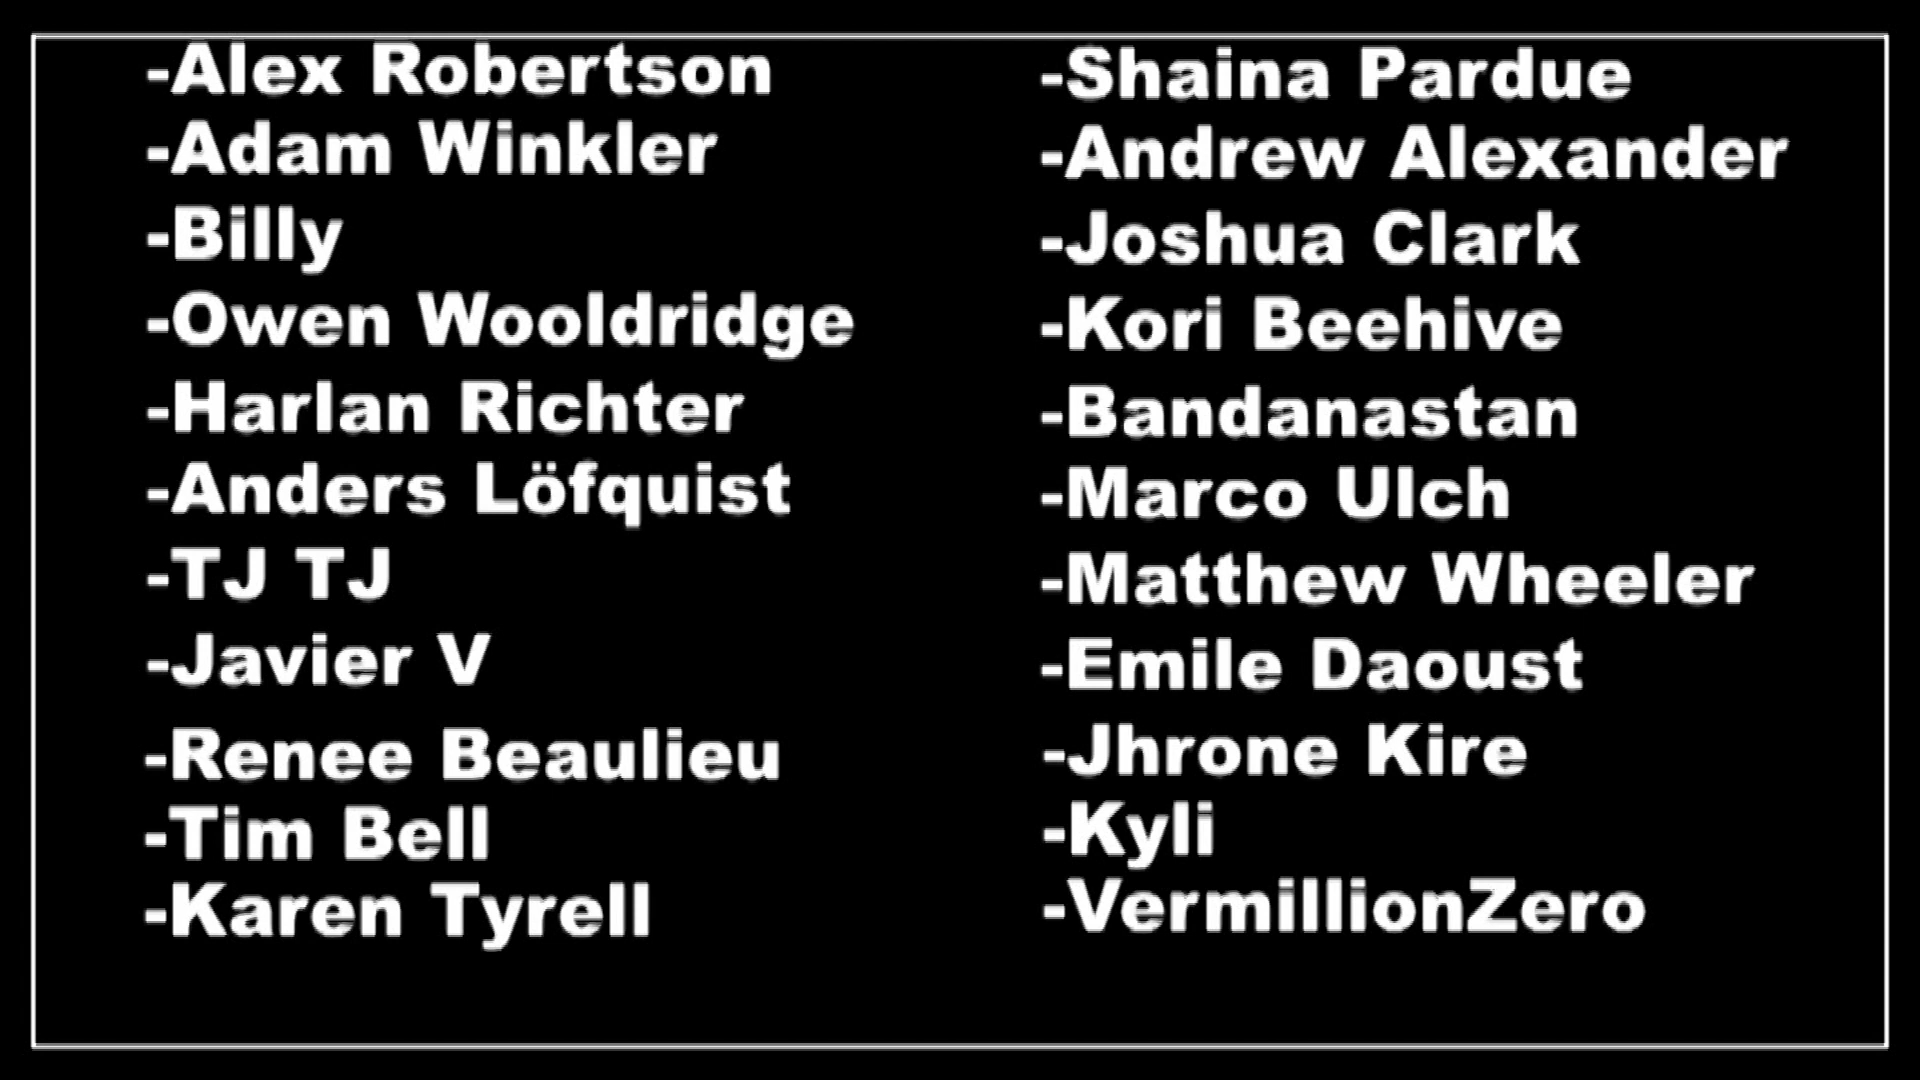 -Alex Robertson
-Adam Winkler
-Billy
-Owen Wooldridge
-Harlan Richter
-Anders Löfquist
-TJ TJ
-Javier V
-Renee Beaulieu
-Tim Bell
-Karen Tyrell
-Shaina Pardue
-Andrew Alexander
-Joshua Clark
-Kori Beehive
-Bandanastan
-Marco Ulch
-Matthew Wheeler
-Emile Daoust
-Jhrone Kire
-Kyli
-VermillionZero